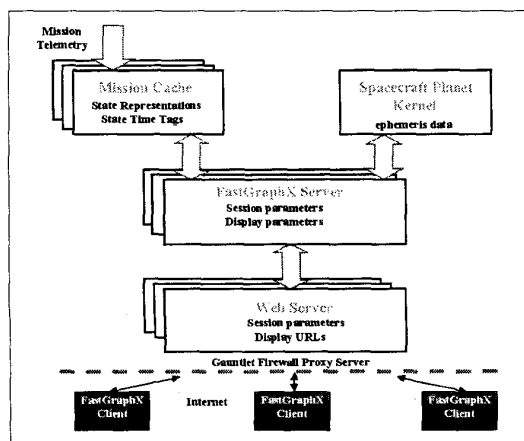 Mission
Telemetry
Mission Cache
State Representations
State Time Tags
Spacecraft Planet
Kernel
ephemeris data
FastGraphX Server
Session parameters
Display parameters
Web Server
Session parameters
Display URLs
Gauntlet Firewall Proxy Server
FastGraphX
Client
Internet
FastGraphX
Client
FastGraphX
Client